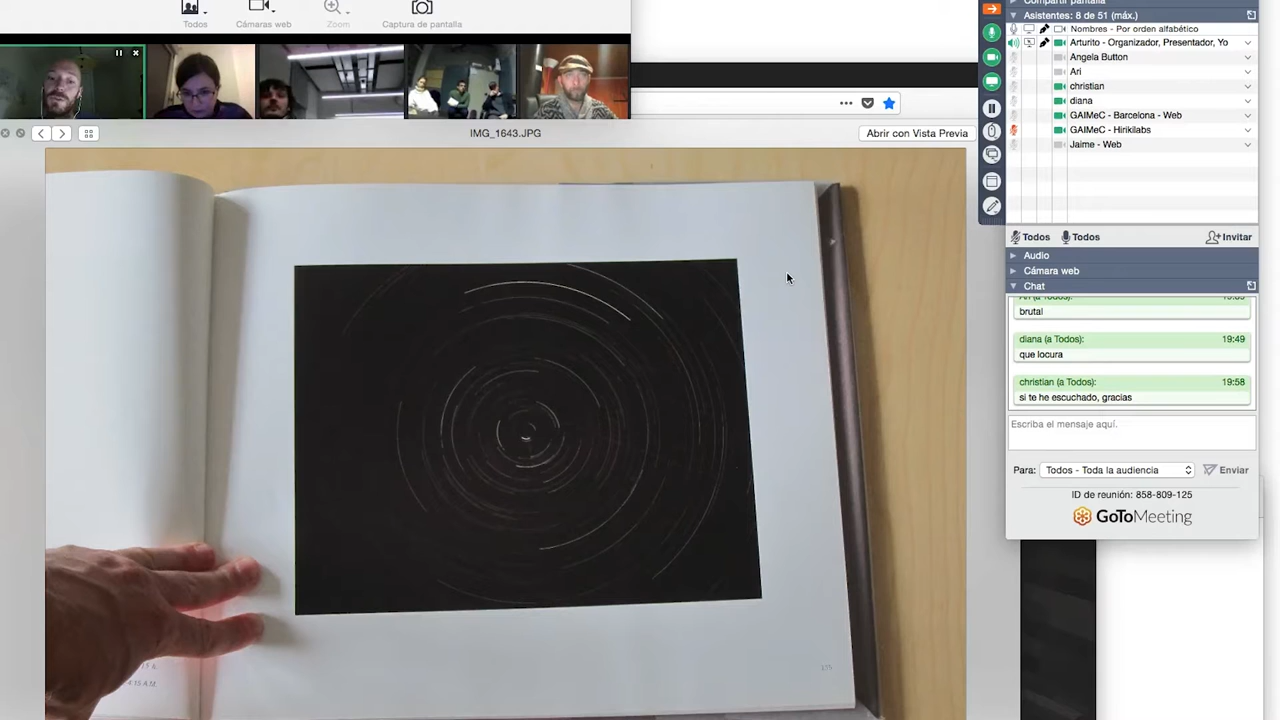 Todos
Cámaras web
Zoom
Captura de pantalla
IMG_1643.JPG
Abrir con Vista Previa
4.15 A.M.
Compartir pantalla
Asistentes: 8 de 51 (máx.)
Nombres - Por orden alfabético
Arturito - Organizador, Presentador, Yo
Angela Button
Ari
christian
diana
GAIMeC - Barcelona - Web
GAIMeC - Hirikilabs
Jaime - Web
Todos
Todos
Invitar
Audio
Cámara web
Chat
brutal
diana (a Todos): 19:49
que locura
christian (a Todos): 19:58
si te he escuchado, gracias
Escriba el mensaje aquí.
Para: Todos - Toda la audiencia
Enviar
ID de reunión: 858-809-125
GoToMeeting